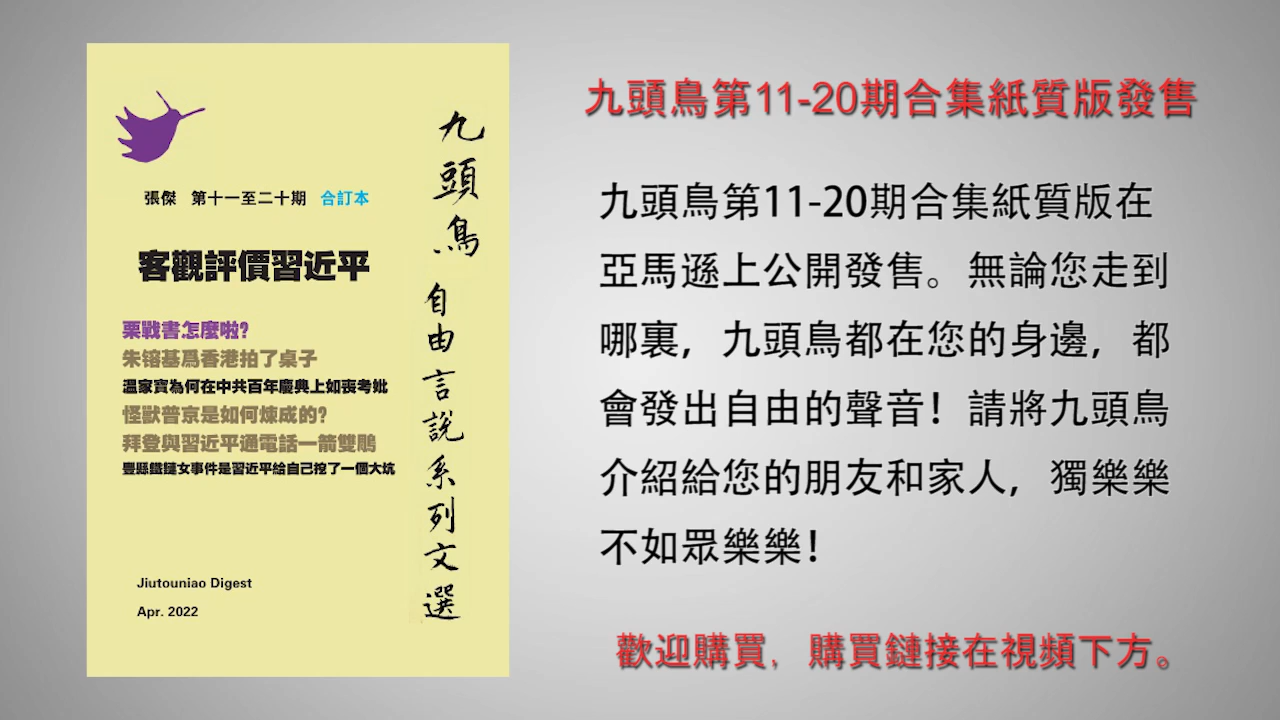 張傑 第十一至二十期 合訂本
客觀評價習近平
栗戰書怎麼啦?
朱镕基爲香港拍了桌子
溫家寶為何在中共百年慶典上如喪考妣
怪獸普京是如何煉成的?
拜登與習近平通電話一箭雙鵰
豐縣鐵鏈女事件是習近平給自己挖了一個大坑
Jiutouniao Digest
Apr. 2022
九頭鳥
自由言說系列文選
九頭鳥第11-20期合集紙質版發售
九頭鳥第11-20期合集紙質版在
亞馬遜上公開發售。無論您走到
哪裏，九頭鳥都在您的身邊，都
會發出自由的聲音！請將九頭鳥
介紹給您的朋友和家人，獨樂樂
不如眾樂樂！
歡迎購買，購買鏈接在視頻下方。